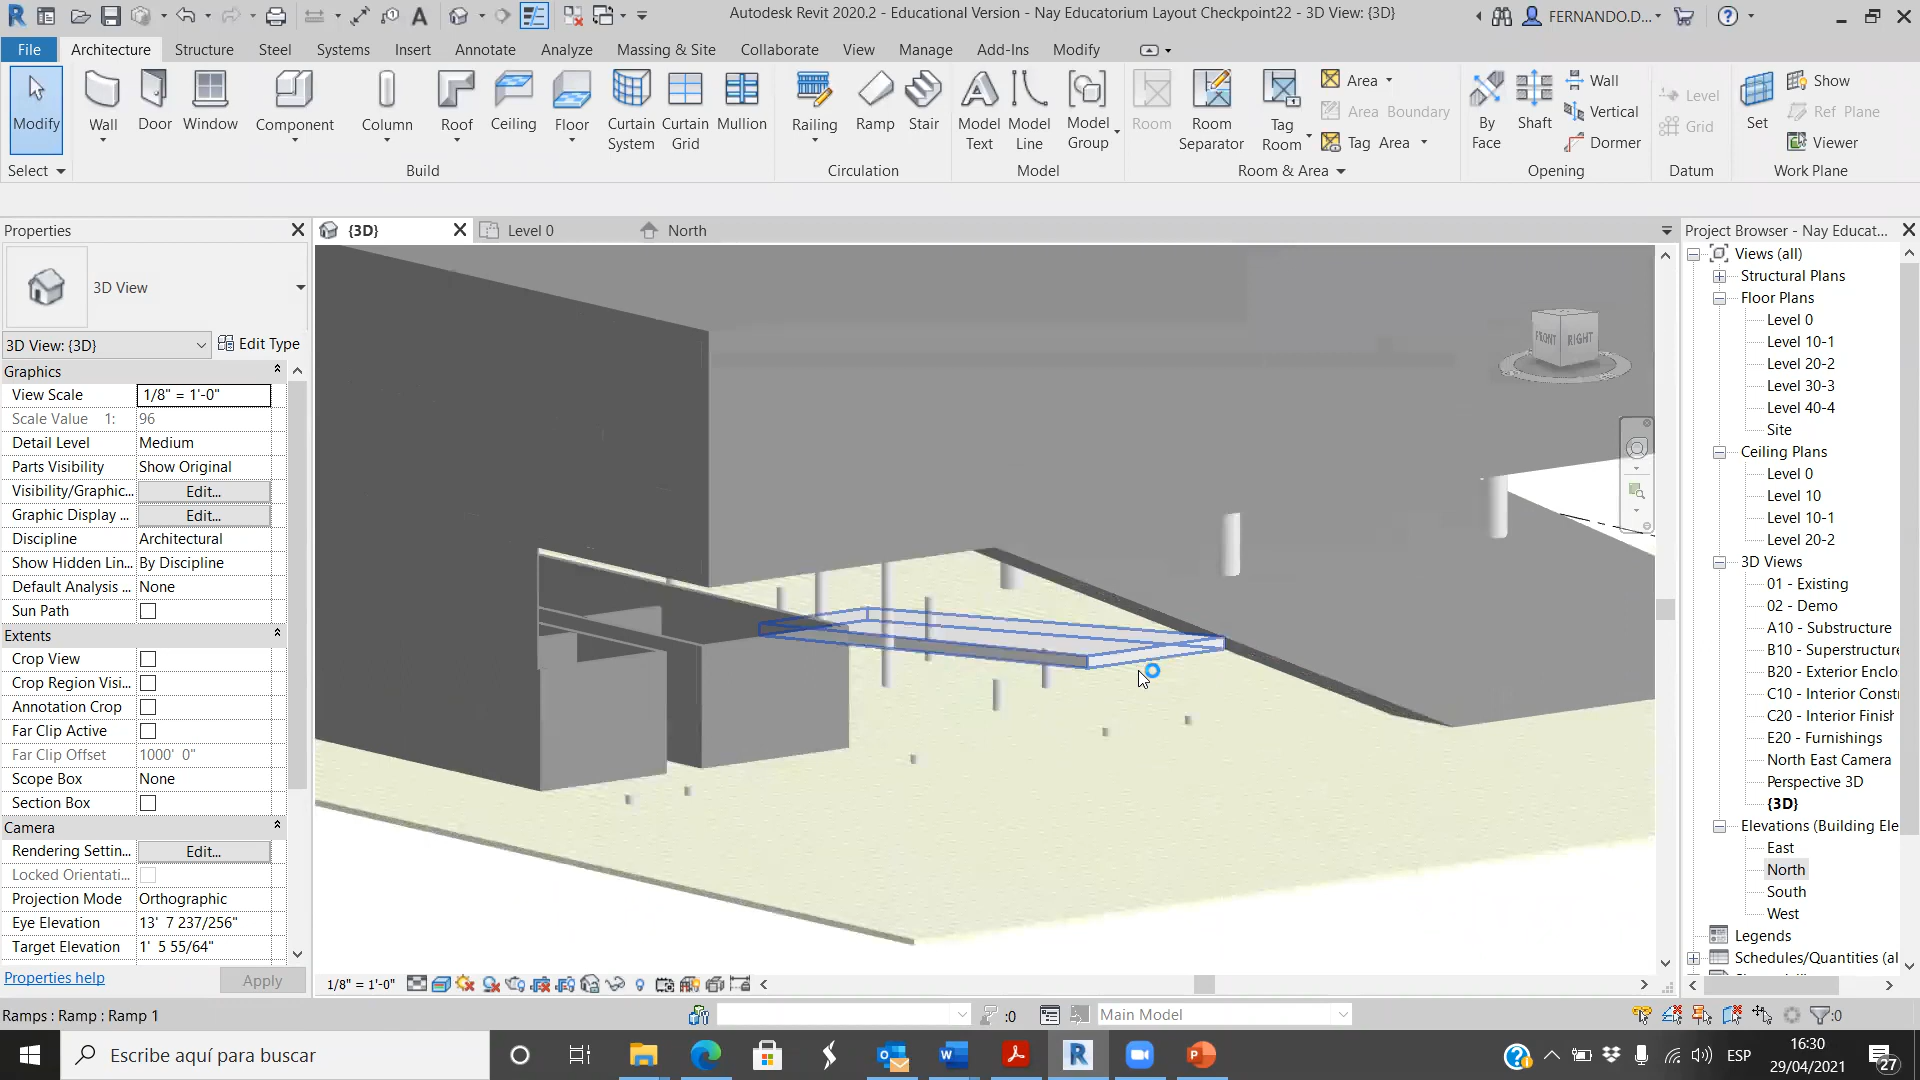 Autodesk Revit 2020.2 - Educational Version - Nay Educatorium Layout Checkpoint22 - 3D View: {3D}
FERNANDO.D...
File Architecture Structure Steel Systems Insert Annotate Analyze Massing & Site Collaborate View Manage Add-Ins Modify
Modify
Wall
Door
Window
Component
Column
Roof
Ceiling
Floor
Curtain System
Curtain Grid
Mullion
Railing
Ramp
Stair
Model Text
Model Line
Model Group
Room
Room Separator
Tag Room
Area
Area Boundary
Tag Area
By Face
Shaft
Wall
Vertical
Dormer
Level
Grid
Set
Show
Ref Plane
Viewer
Select
Build
Circulation
Model
Room & Area
Opening
Datum
Work Plane
Properties
3D View
3D View: {3D}
Edit Type
Graphics
View Scale 1/8" = 1'-0"
Scale Value 1: 96
Detail Level Medium
Parts Visibility Show Original
Visibility/Graphic... Edit...
Graphic Display ... Edit...
Discipline Architectural
Show Hidden Lin... By Discipline
Default Analysis ... None
Sun Path
Extents
Crop View
Crop Region Visi...
Annotation Crop
Far Clip Active
Far Clip Offset 1000' 0"
Scope Box None
Section Box
Camera
Rendering Settin... Edit...
Locked Orientati...
Projection Mode Orthographic
Eye Elevation 13' 7 237/256"
Target Elevation 1' 5 55/64"
Properties help
Apply
{3D}
Level 0
North
FRONT
RIGHT
1/8" = 1'-0"
Project Browser - Nay Educat...
Views (all)
Structural Plans
Floor Plans
Level 0
Level 10-1
Level 20-2
Level 30-3
Level 40-4
Site
Ceiling Plans
Level 0
Level 10
Level 10-1
Level 20-2
3D Views
01 - Existing
02 - Demo
A10 - Substructure
B10 - Superstructure
B20 - Exterior Enclo
C10 - Interior Const
C20 - Interior Finish
E20 - Furnishings
North East Camera
Perspective 3D
{3D}
Elevations (Building Ele
East
North
South
West
Legends
Schedules/Quantities (al
Ramps : Ramp : Ramp 1
:0
Main Model
:0
Escribe aquí para buscar
ESP
16:30
29/04/2021
27